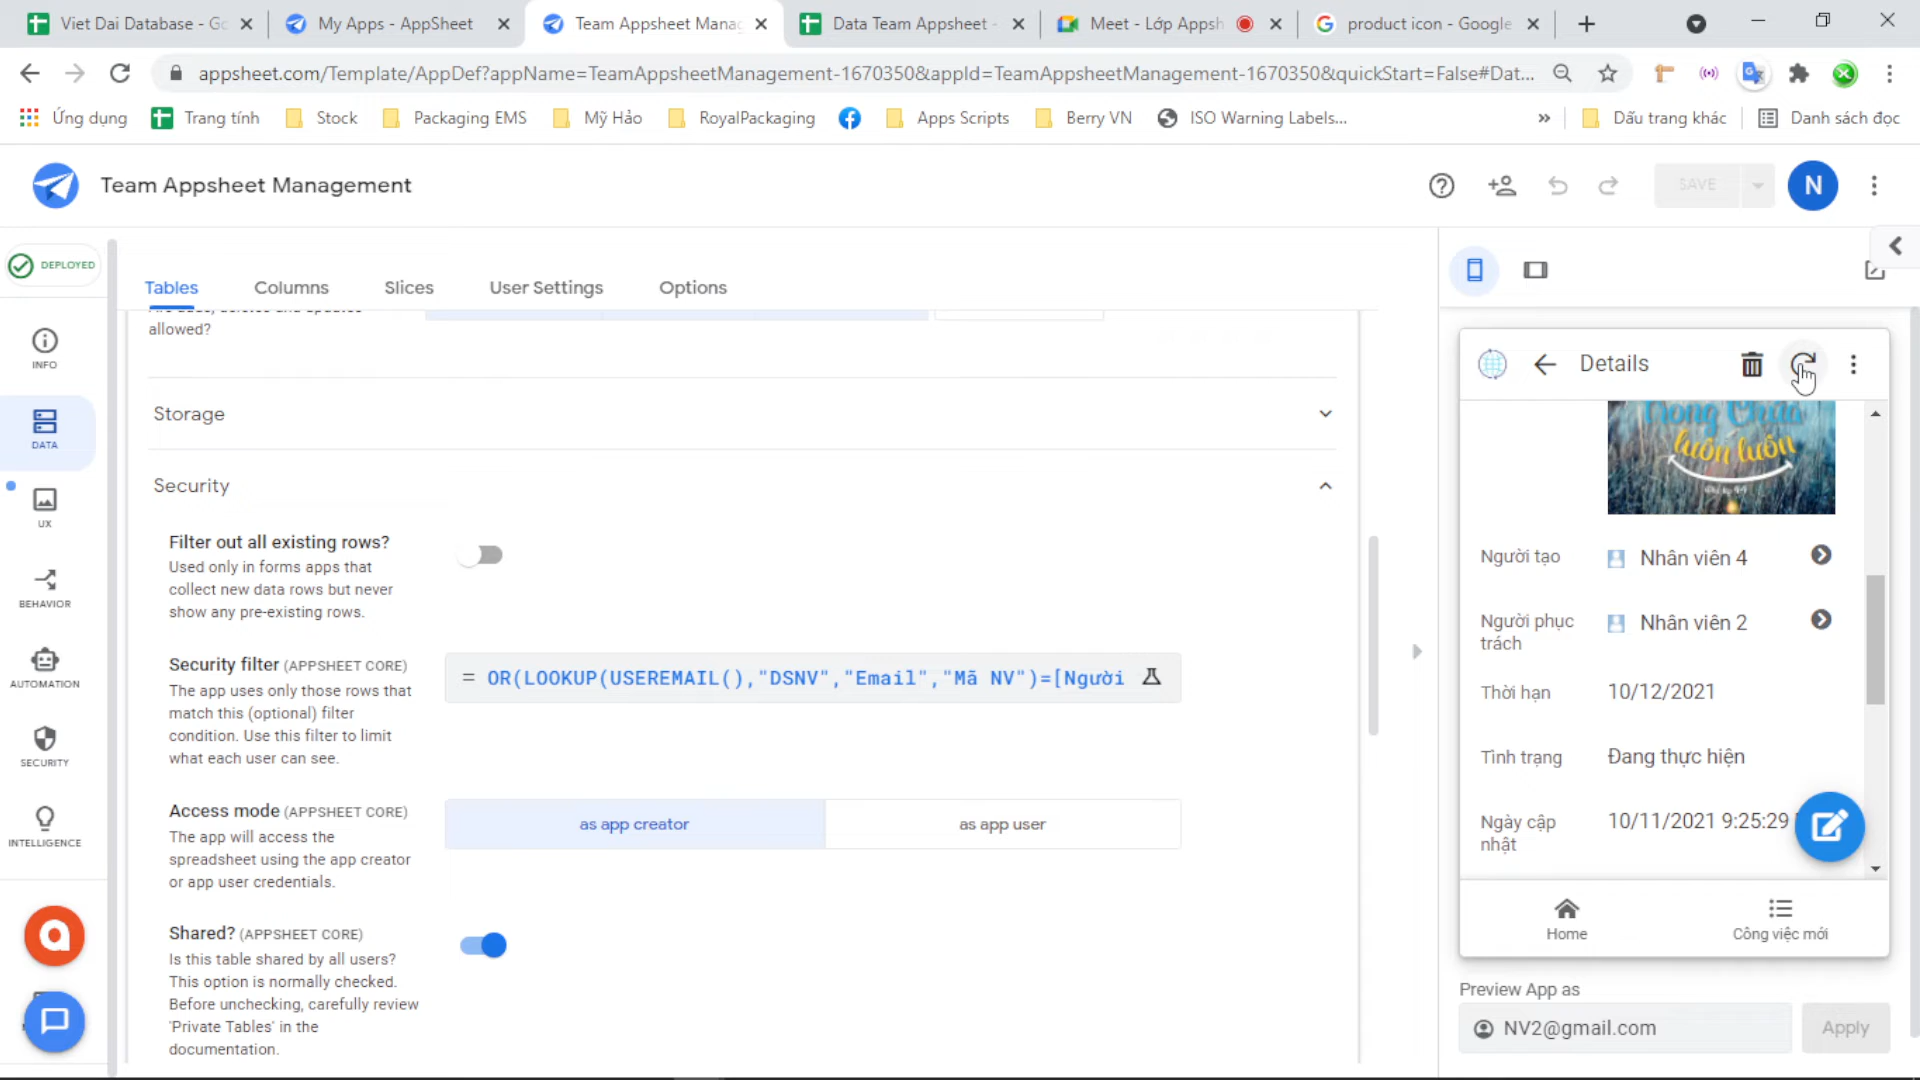 Viet Dai Database - Go
My Apps - AppSheet
Team Appsheet Manag
Data Team Appsheet -
Meet - Lớp Appsh
product icon - Google
appsheet.com/Template/AppDef?appName=TeamAppsheetManagement-1670350&appId=TeamAppsheetManagement-1670350&quickStart=False#Dat...
Ứng dụng
Trang tính
Stock
Packaging EMS
Mỹ Hảo
RoyalPackaging
Apps Scripts
Berry VN
ISO Warning Labels...
»
Dấu trang khác
Danh sách đọc
Team Appsheet Management
SAVE
N
DEPLOYED
INFO
DATA
UX
BEHAVIOR
AUTOMATION
SECURITY
INTELLIGENCE
Tables
Columns
Slices
User Settings
Options
allowed?
Storage
Security
Filter out all existing rows?
Used only in forms apps that
collect new data rows but never
show any pre-existing rows.
Security filter (APPSHEET CORE)
The app uses only those rows that
match this (optional) filter
condition. Use this filter to limit
what each user can see.
= OR(LOOKUP(USEREMAIL(),"DSNV","Email","Mã NV")=[Người
Access mode (APPSHEET CORE)
The app will access the
spreadsheet using the app creator
or app user credentials.
as app creator
as app user
Shared? (APPSHEET CORE)
Is this table shared by all users?
This option is normally checked.
Before unchecking, carefully review
'Private Tables' in the
documentation.
Details
Trong Chúa
luôn luôn
Người tạo
Nhân viên 4
Người phục
trách
Nhân viên 2
Thời hạn
10/12/2021
Tình trạng
Đang thực hiện
Ngày cập
nhật
10/11/2021 9:25:29
Home
Công việc mới
Preview App as
NV2@gmail.com
Apply